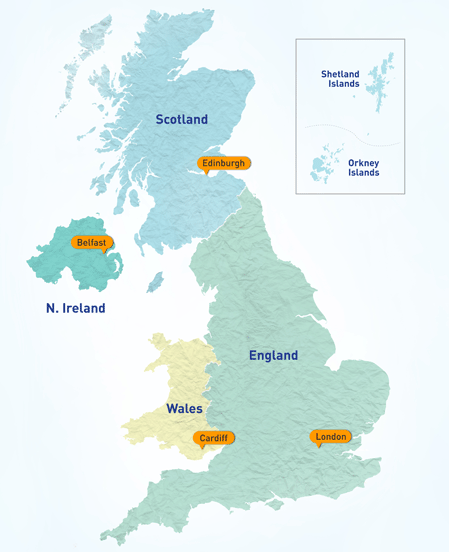 Shetland
Islands
Scotland
Edinburgh
Orkney
Islands
Belfast
N. Ireland
England
Wales
Cardiff
London